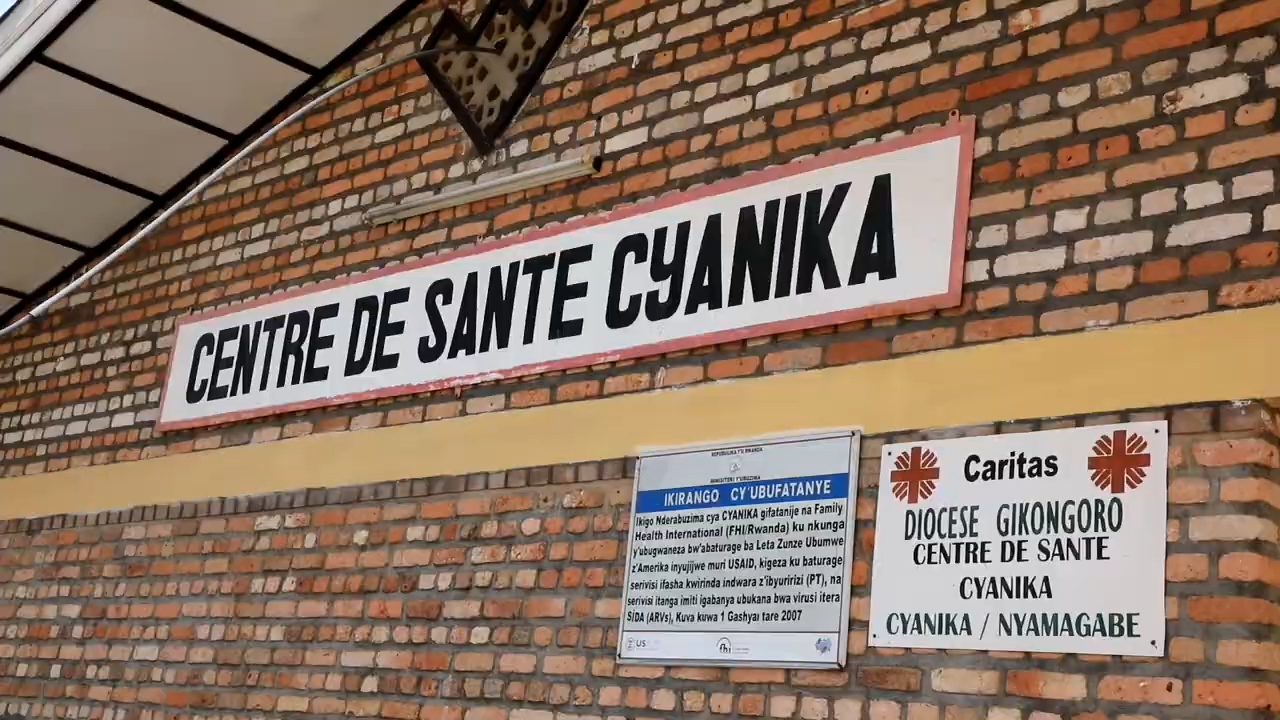 CENTRE DE SANTE CYANIKA
REPUBULIKA Y'U RWANDA
MINISITERI Y'UBUZIMA
IKIRANGO CY'UBUFATANYE
Ikigo Nderabuzima cya CYANIKA gifatanije na Family
Health International (FHI/Rwanda) ku nkunga
y'ubugwaneza bw'abaturage ba Leta Zunze Ubumwe
z'Amerika inyujijwe muri USAID, kigeza ku baturage
serivisi ifasha kwirinda indwara z'ibyuririzi (PT), na
serivisi itanga imiti igabanya ubukana bwa virusi itera
SIDA (ARVs), Kuva kuwa 1 Gashyantare 2007
US
fhi
Caritas
DIOCESE GIKONGORO
CENTRE DE SANTE
CYANIKA
CYANIKA / NYAMAGABE